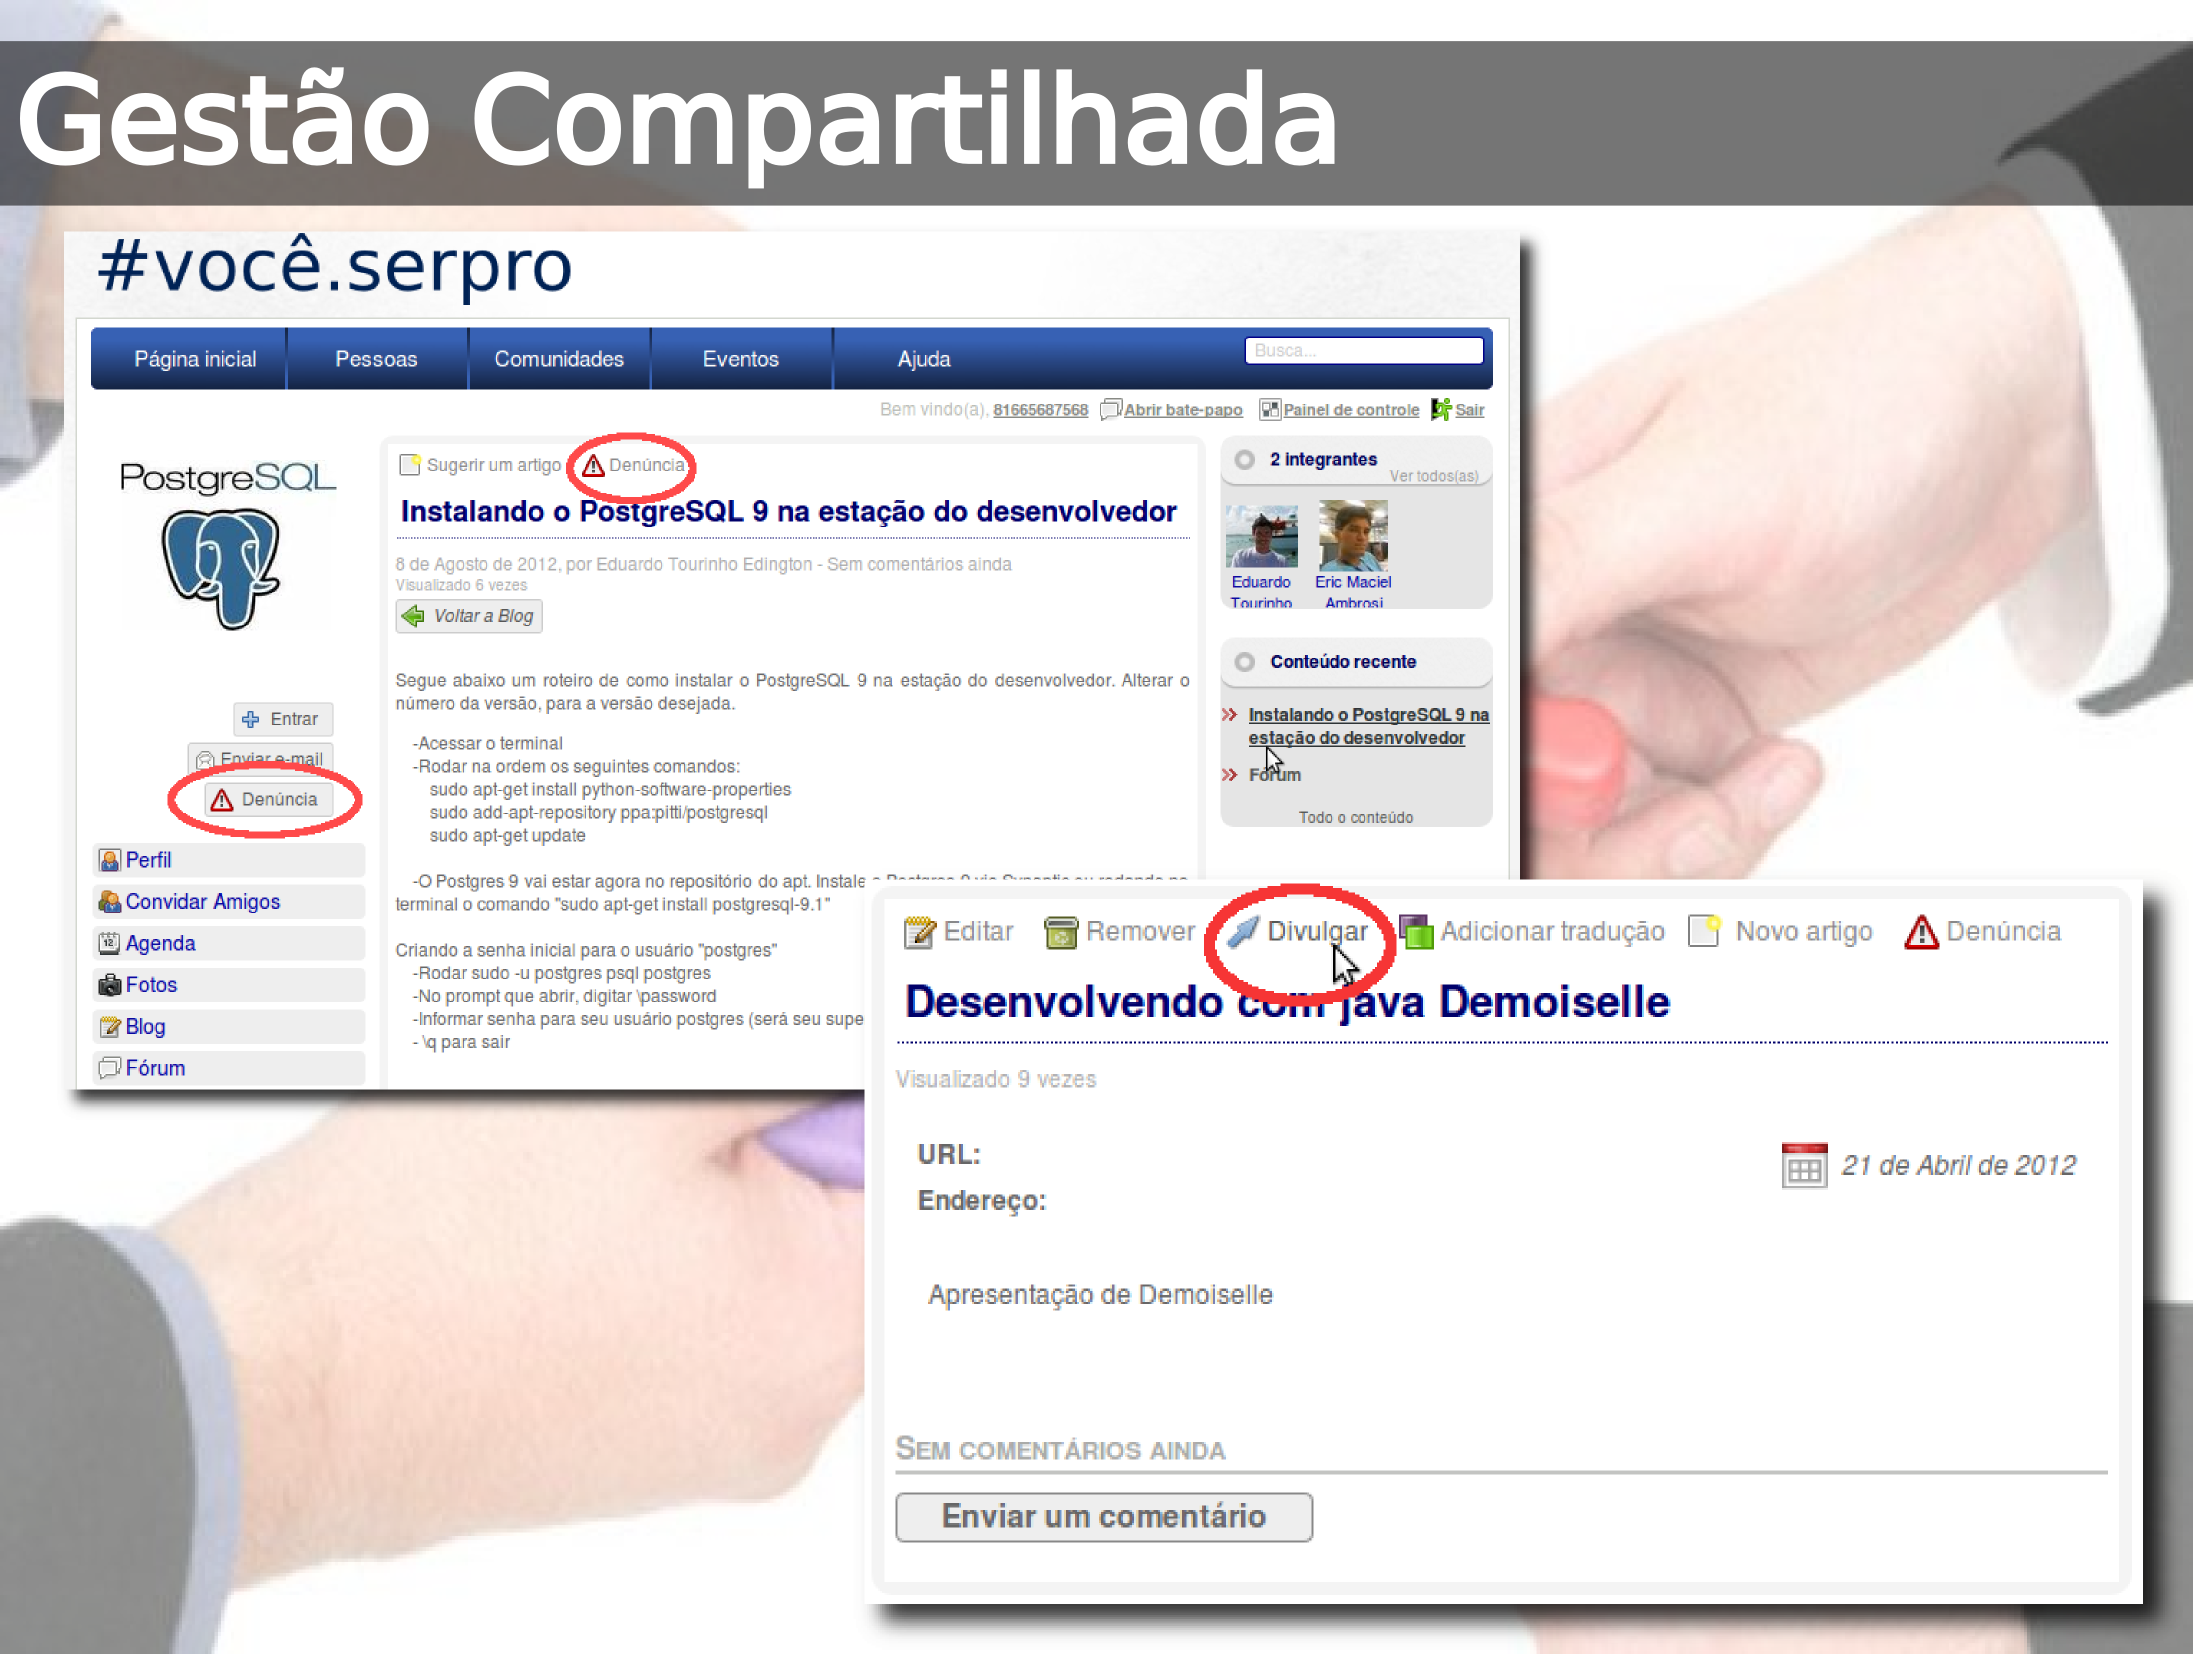 Gestão Compartilhada
#você.serpro
Página inicial Pessoas Comunidades Eventos Ajuda Busca...
Bem vindo(a), 81665687568 Abrir bate-papo Painel de controle Sair
PostgreSQL
Entrar
Enviar e-mail
Denúncia
Perfil
Convidar Amigos
Agenda
Fotos
Blog
Fórum
Sugerir um artigo Denúncia
Instalando o PostgreSQL 9 na estação do desenvolvedor
8 de Agosto de 2012, por Eduardo Tourinho Edington - Sem comentários ainda
Visualizado 6 vezes
Voltar a Blog
Segue abaixo um roteiro de como instalar o PostgreSQL 9 na estação do desenvolvedor. Alterar o
número da versão, para a versão desejada.
-Acessar o terminal
-Rodar na ordem os seguintes comandos:
sudo apt-get install python-software-properties
sudo add-apt-repository ppa:pitti/postgresql
sudo apt-get update
-O Postgres 9 vai estar agora no repositório do apt. Instale o Postgres 9 via Synaptic ou rodando no
terminal o comando "sudo apt-get install postgresql-9.1"
Criando a senha inicial para o usuário "postgres"
-Rodar sudo -u postgres psql postgres
-No prompt que abrir, digitar \password
-Informar senha para seu usuário postgres (será seu supe
- \q para sair
2 integrantes
Ver todos(as)
Eduardo Tourinho
Eric Maciel Ambrosi
Conteúdo recente
Instalando o PostgreSQL 9 na
estação do desenvolvedor
Fórum
Todo o conteúdo
Editar Remover Divulgar Adicionar tradução Novo artigo Denúncia
Desenvolvendo com java Demoiselle
Visualizado 9 vezes
URL:
21 de Abril de 2012
Endereço:
Apresentação de Demoiselle
SEM COMENTÁRIOS AINDA
Enviar um comentário